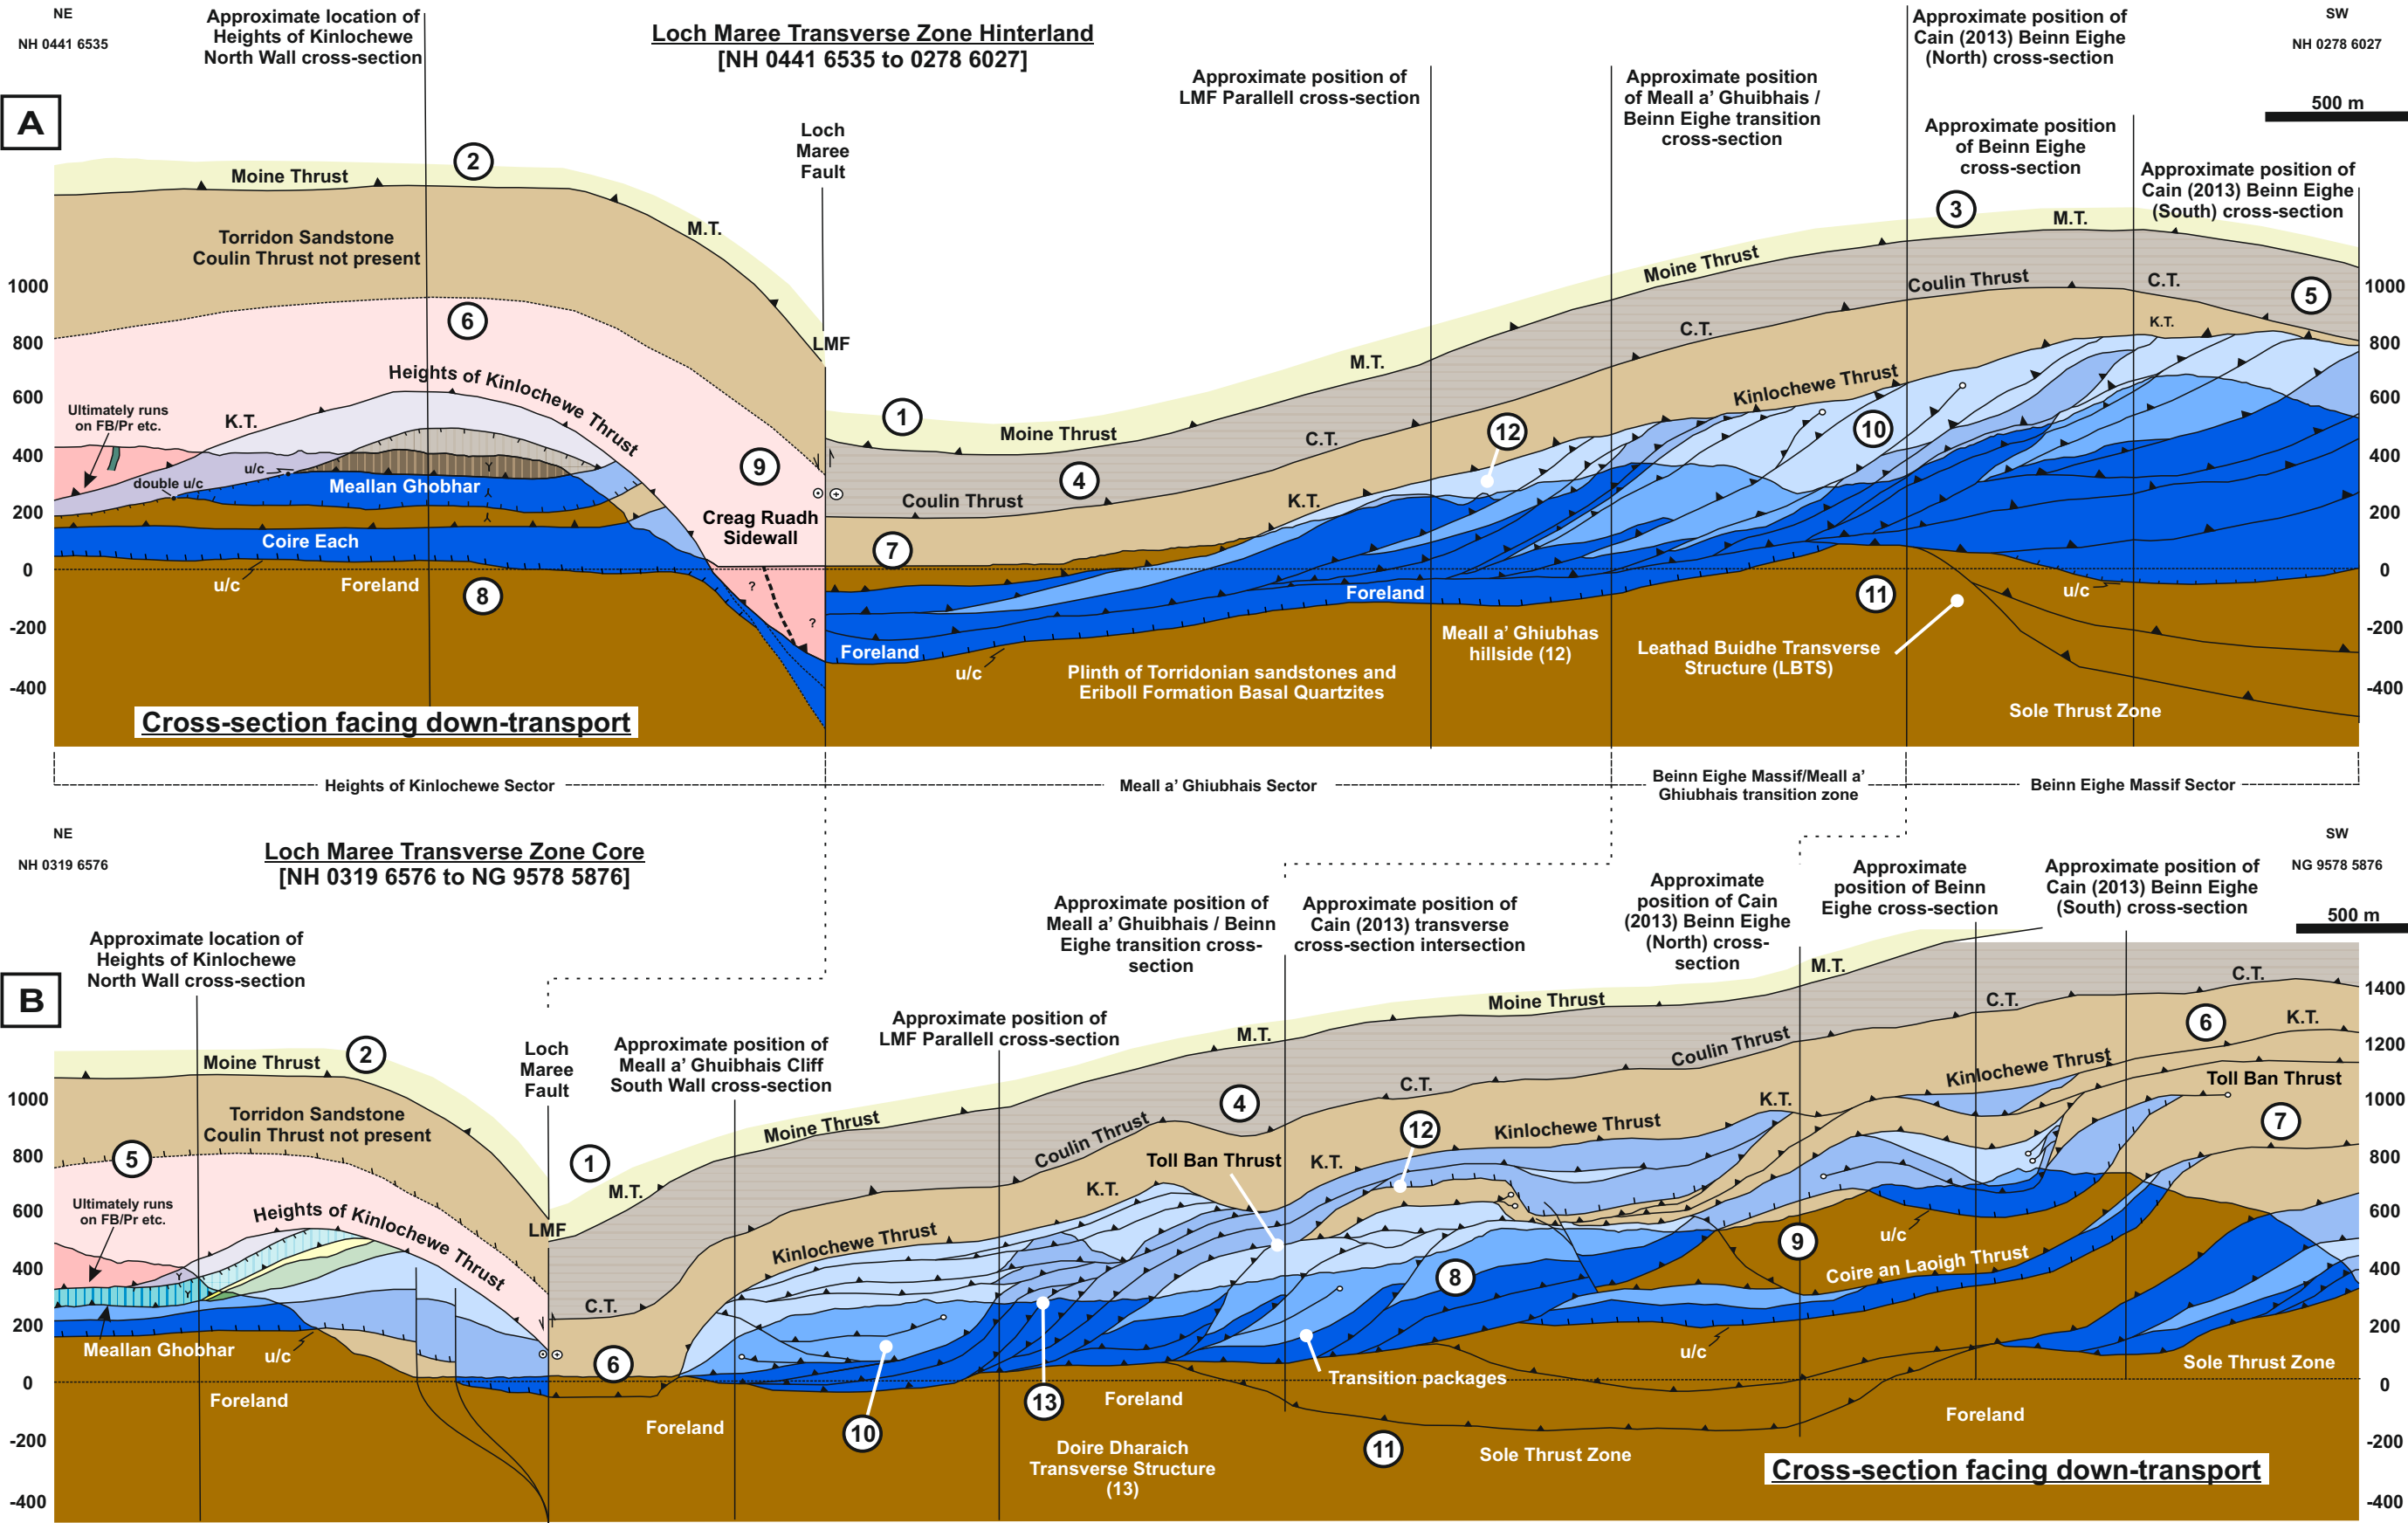 NE
NH 0441 6535
Approximate location of
Heights of Kinlochewe
North Wall cross-section
Loch Maree Transverse Zone Hinterland
[NH 0441 6535 to 0278 6027]
Approximate position of
LMF Parallell cross-section
Approximate position
of Meall a' Ghuibhais /
Beinn Eighe transition
cross-section
Approximate position of
Cain (2013) Beinn Eighe
(North) cross-section
SW
NH 0278 6027
500 m
Approximate position
of Beinn Eighe
cross-section
Approximate position of
Cain (2013) Beinn Eighe
(South) cross-section
A
Loch
Maree
Fault
2
Moine Thrust
M.T.
Torridon Sandstone
Coulin Thrust not present
3
M.T.
Moine Thrust
Coulin Thrust
C.T.
5
1000
1000
6
K.T.
C.T.
800
LMF
800
M.T.
Heights of Kinlochewe Thrust
Kinlochewe Thrust
600
600
Ultimately runs
on FB/Pr etc.
K.T.
1
Moine Thrust
C.T.
12
10
400
400
u/c
double u/c
Meallan Ghobhar
9
4
Coulin Thrust
K.T.
200
200
Creag Ruadh
Sidewall
Coire Each
7
0
0
u/c
Foreland
8
?
Foreland
11
u/c
-200
-200
?
Foreland
u/c
Meall a' Ghiubhas
hillside (12)
Leathad Buidhe Transverse
Structure (LBTS)
Plinth of Torridonian sandstones and
Eriboll Formation Basal Quartzites
-400
-400
Sole Thrust Zone
Cross-section facing down-transport
Heights of Kinlochewe Sector
Meall a' Ghiubhais Sector
Beinn Eighe Massif/Meall a'
Ghiubhais transition zone
Beinn Eighe Massif Sector
NE
NH 0319 6576
Loch Maree Transverse Zone Core
[NH 0319 6576 to NG 9578 5876]
SW
NG 9578 5876
500 m
Approximate location of
Heights of Kinlochewe
North Wall cross-section
Loch
Maree
Fault
Approximate position of
Meall a' Ghuibhais Cliff
South Wall cross-section
Approximate position of
LMF Parallell cross-section
Approximate position of
Meall a' Ghuibhais / Beinn
Eighe transition cross-
section
Approximate position of
Cain (2013) transverse
cross-section intersection
Approximate
position of Cain
(2013) Beinn Eighe
(North) cross-
section
Approximate
position of Beinn
Eighe cross-section
Approximate position of
Cain (2013) Beinn Eighe
(South) cross-section
B
M.T.
C.T.
1400
Moine Thrust
C.T.
6
K.T.
2
Moine Thrust
M.T.
1200
Coulin Thrust
Kinlochewe Thrust
Toll Ban Thrust
1000
1000
C.T.
4
K.T.
7
Torridon Sandstone
Coulin Thrust not present
Moine Thrust
Coulin Thrust
12
Kinlochewe Thrust
5
1
Toll Ban Thrust
K.T.
800
800
M.T.
K.T.
Ultimately runs
on FB/Pr etc.
Heights of Kinlochewe Thrust
LMF
Kinlochewe Thrust
600
600
9
u/c
8
Coire an Laoigh Thrust
400
400
C.T.
200
200
Meallan Ghobhar
u/c
6
u/c
Sole Thrust Zone
0
0
Transition packages
Foreland
13
Foreland
Foreland
Foreland
10
11
-200
-200
Doire Dharaich
Transverse Structure
(13)
Sole Thrust Zone
Cross-section facing down-transport
-400
-400